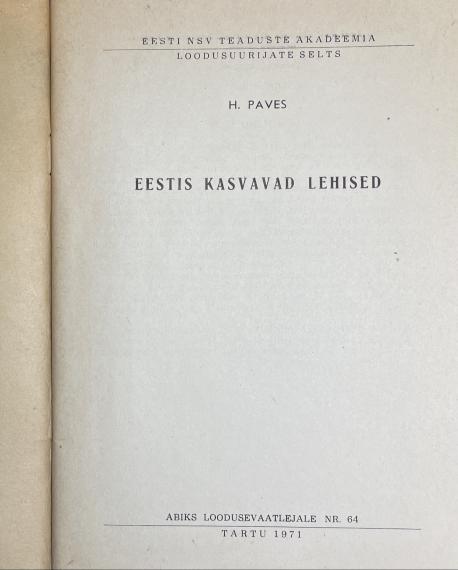 EESTI NSV TEADUSTE AKADEEMIA
LOODUSUURIJATE SELTS
H. PAVES
EESTIS KASVAVAD LEHISED
ABIKS LOODUSEVAATLEJALE NR. 64
TARTU 1971